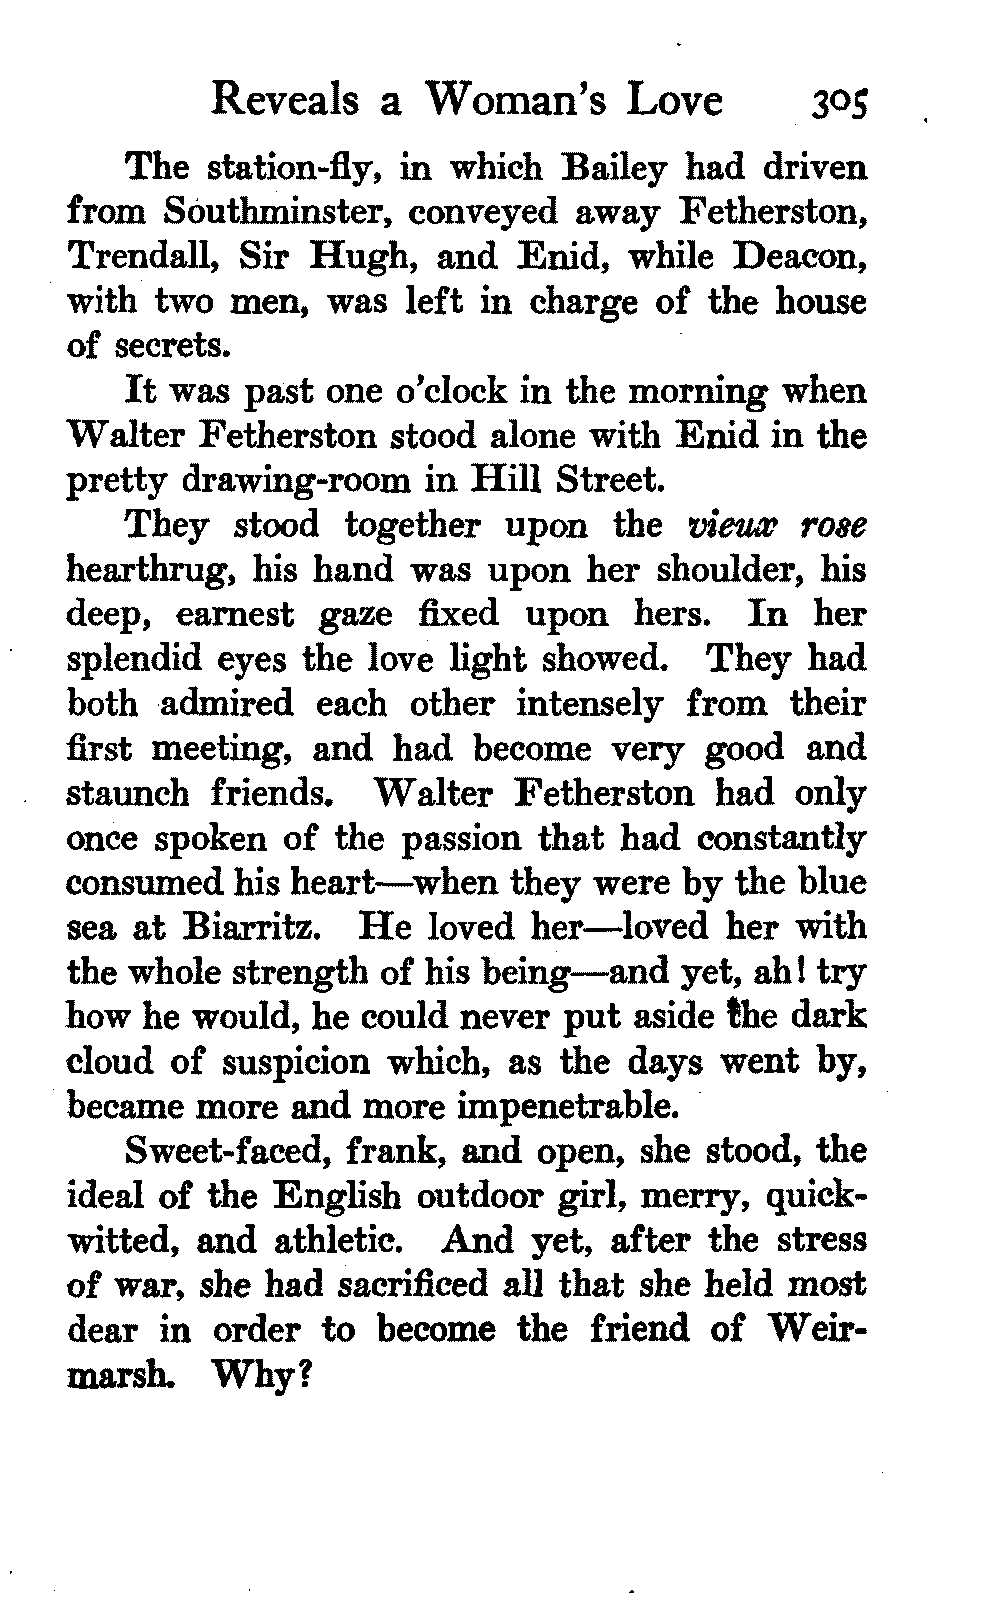 Reveals a Woman's Love 305
The station-fly, in which Bailey had driven
from Southminster, conveyed away Fetherston,
Trendall, Sir Hugh, and Enid, while Deacon,
with two men, was left in charge of the house
of secrets.
It was past one o'clock in the morning when
Walter Fetherston stood alone with Enid in the
pretty drawing-room in Hill Street.
They stood together upon the vieux rose
hearthrug, his hand was upon her shoulder, his
deep, earnest gaze fixed upon hers. In her
splendid eyes the love light showed. They had
both admired each other intensely from their
first meeting, and had become very good and
staunch friends. Walter Fetherston had only
once spoken of the passion that had constantly
consumed his heart—when they were by the blue
sea at Biarritz. He loved her—loved her with
the whole strength of his being—and yet, ah! try
how he would, he could never put aside the dark
cloud of suspicion which, as the days went by,
became more and more impenetrable.
Sweet-faced, frank, and open, she stood, the
ideal of the English outdoor girl, merry, quick-
witted, and athletic. And yet, after the stress
of war, she had sacrificed all that she held most
dear in order to become the friend of Weir-
marsh. Why?